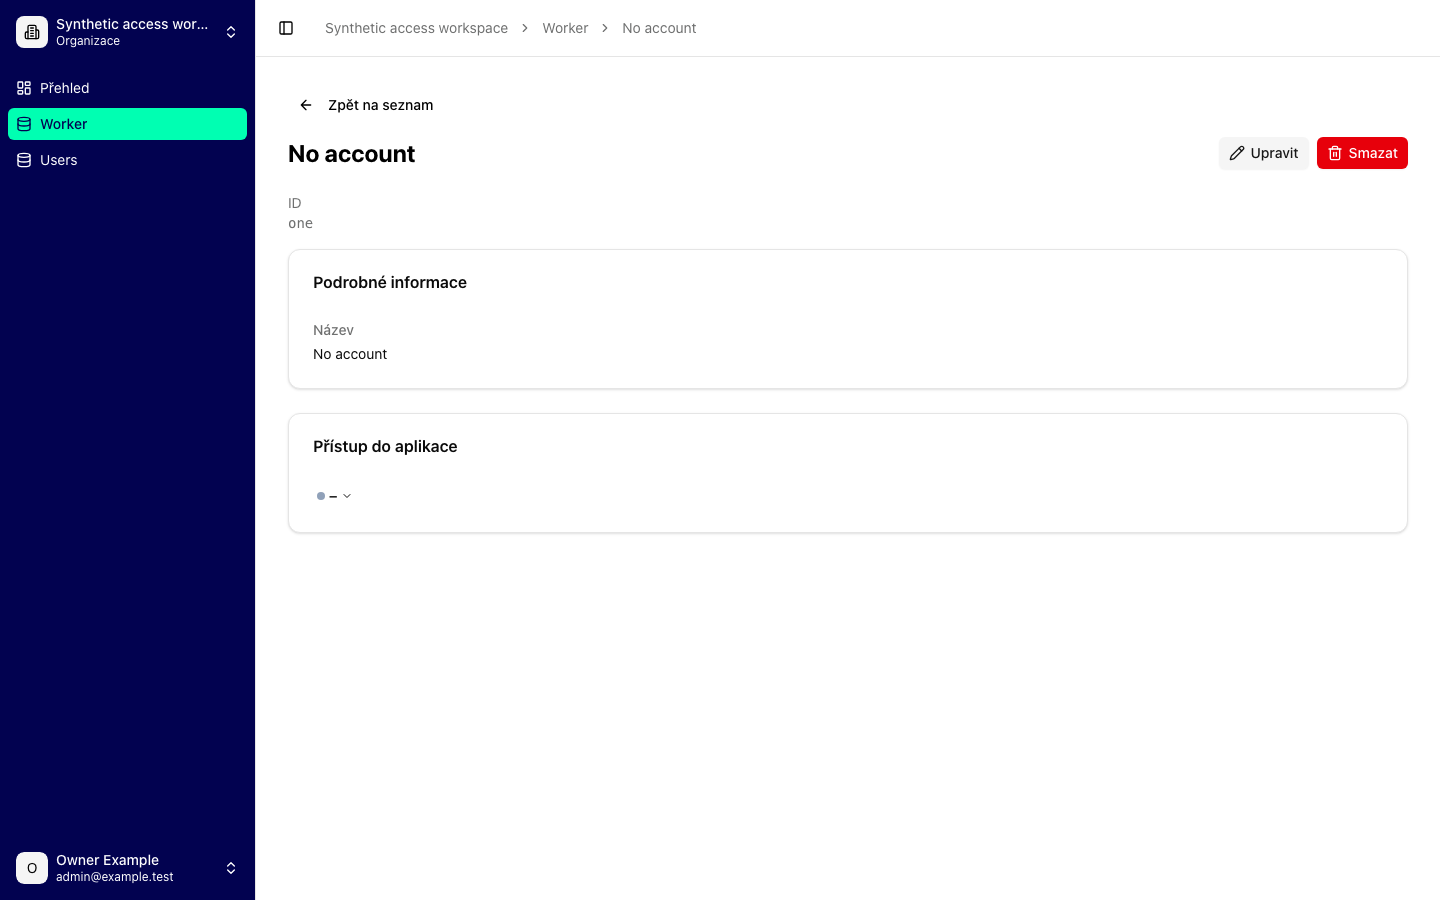 Synthetic access wor...
Organizace
Přehled
Worker
Users
Owner Example
O
admin@example.test
Synthetic access workspace
Worker
No account
Zpět na seznam
No account
Upravit
Smazat
ID
one
Podrobné informace
Název
No account
Přístup do aplikace
–